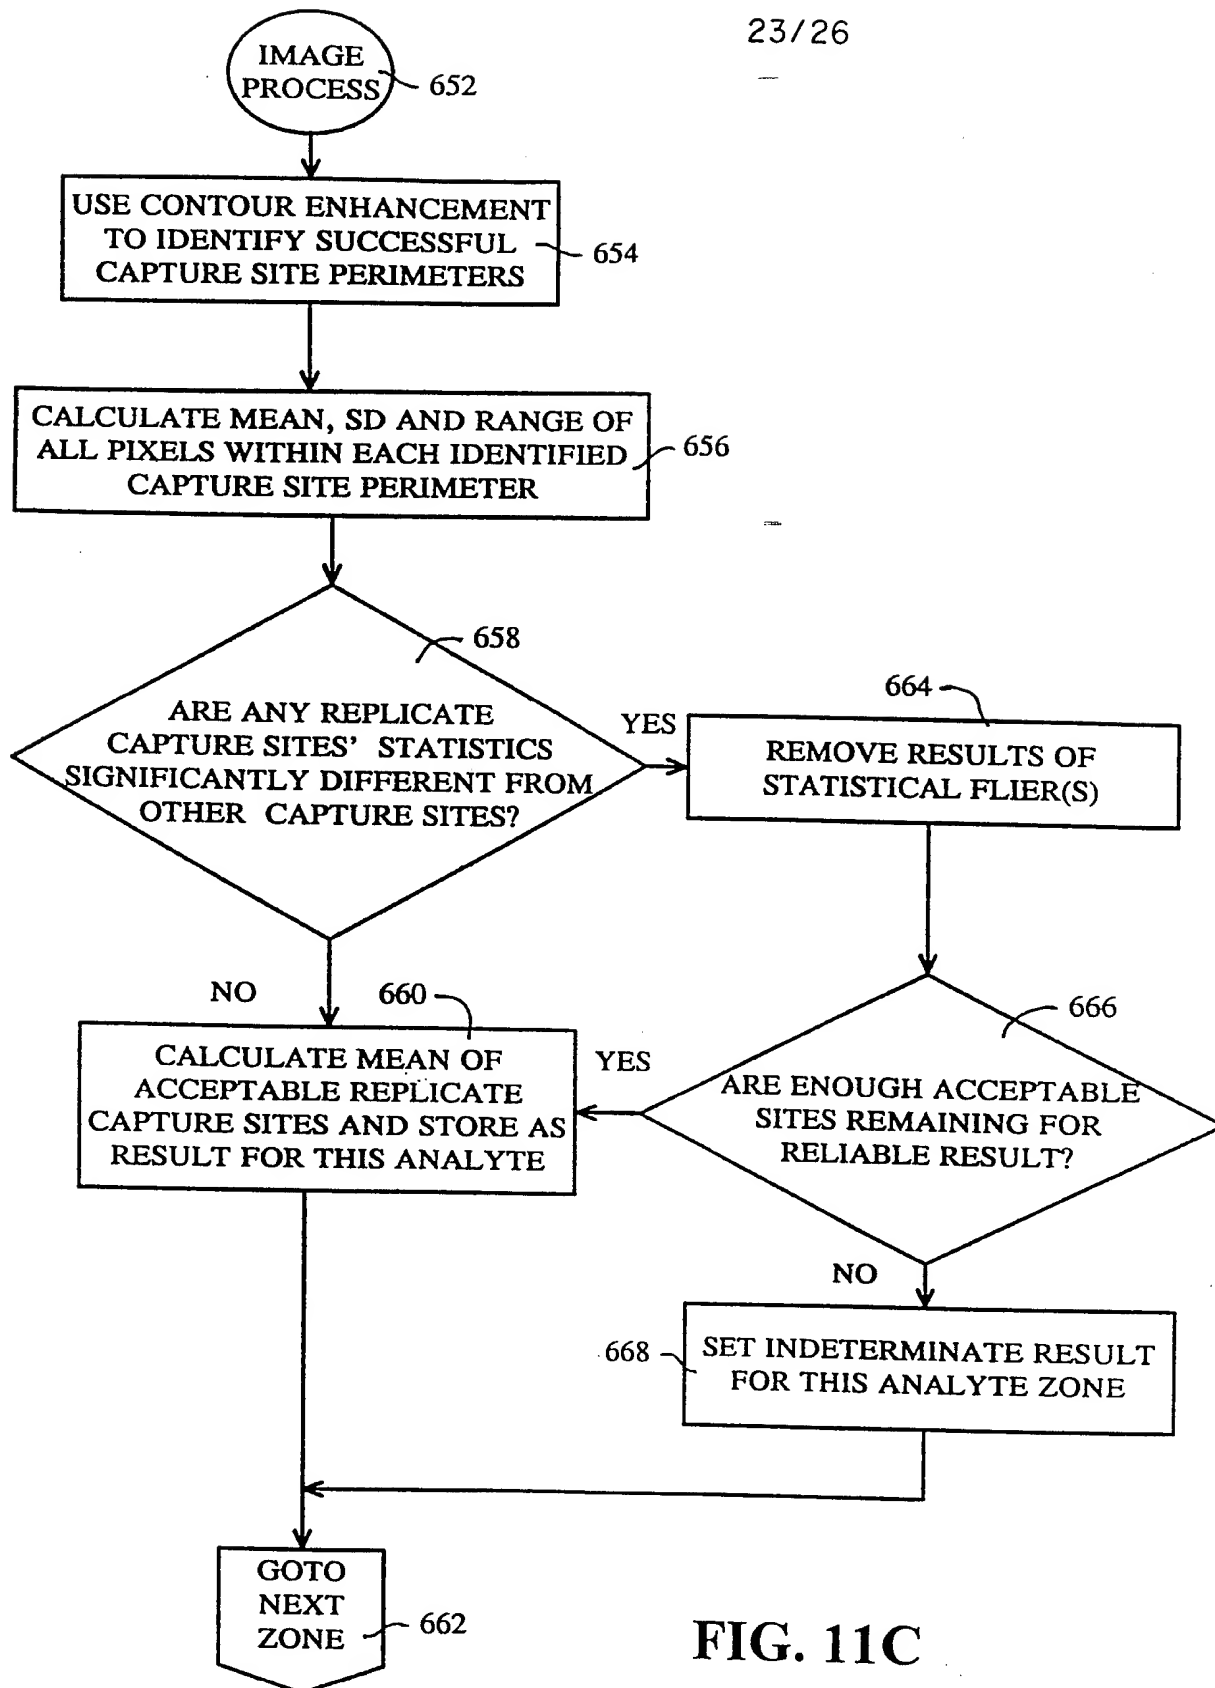 23/26
IMAGE
PROCESS
652
USE CONTOUR ENHANCEMENT
TO IDENTIFY SUCCESSFUL
CAPTURE SITE PERIMETERS
654
CALCULATE MEAN, SD AND RANGE OF
ALL PIXELS WITHIN EACH IDENTIFIED
CAPTURE SITE PERIMETER
656
658
ARE ANY REPLICATE
CAPTURE SITES' STATISTICS
SIGNIFICANTLY DIFFERENT FROM
OTHER CAPTURE SITES?
YES
664
REMOVE RESULTS OF
STATISTICAL FLIER(S)
NO
660
CALCULATE MEAN OF
ACCEPTABLE REPLICATE
CAPTURE SITES AND STORE AS
RESULT FOR THIS ANALYTE
YES
666
ARE ENOUGH ACCEPTABLE
SITES REMAINING FOR
RELIABLE RESULT?
NO
668
SET INDETERMINATE RESULT
FOR THIS ANALYTE ZONE
GOTO
NEXT
ZONE
662
FIG. 11C